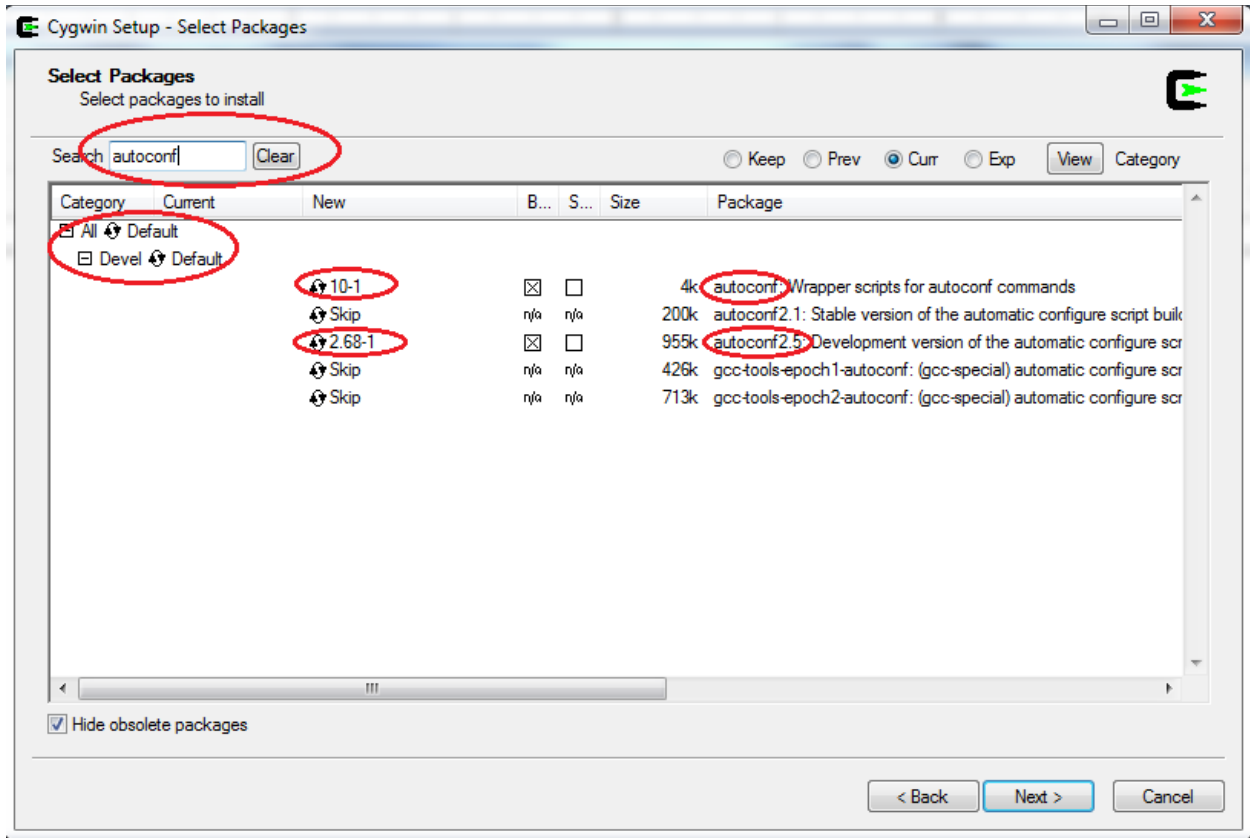 Cygwin Setup - Select Packages
Select Packages
Select packages to install
Search autoconf Clear Keep Prev Curr Exp View Category
Category Current New B... S... Size Package
All Default
Devel Default
10-1 4k autoconf: Wrapper scripts for autoconf commands
Skip n/a n/a 200k autoconf2.1: Stable version of the automatic configure script build
2.68-1 955k autoconf2.5: Development version of the automatic configure scr
Skip n/a n/a 426k gcc-tools-epoch1-autoconf: (gcc-special) automatic configure scr
Skip n/a n/a 713k gcc-tools-epoch2-autoconf: (gcc-special) automatic configure scr
Hide obsolete packages
< Back Next > Cancel